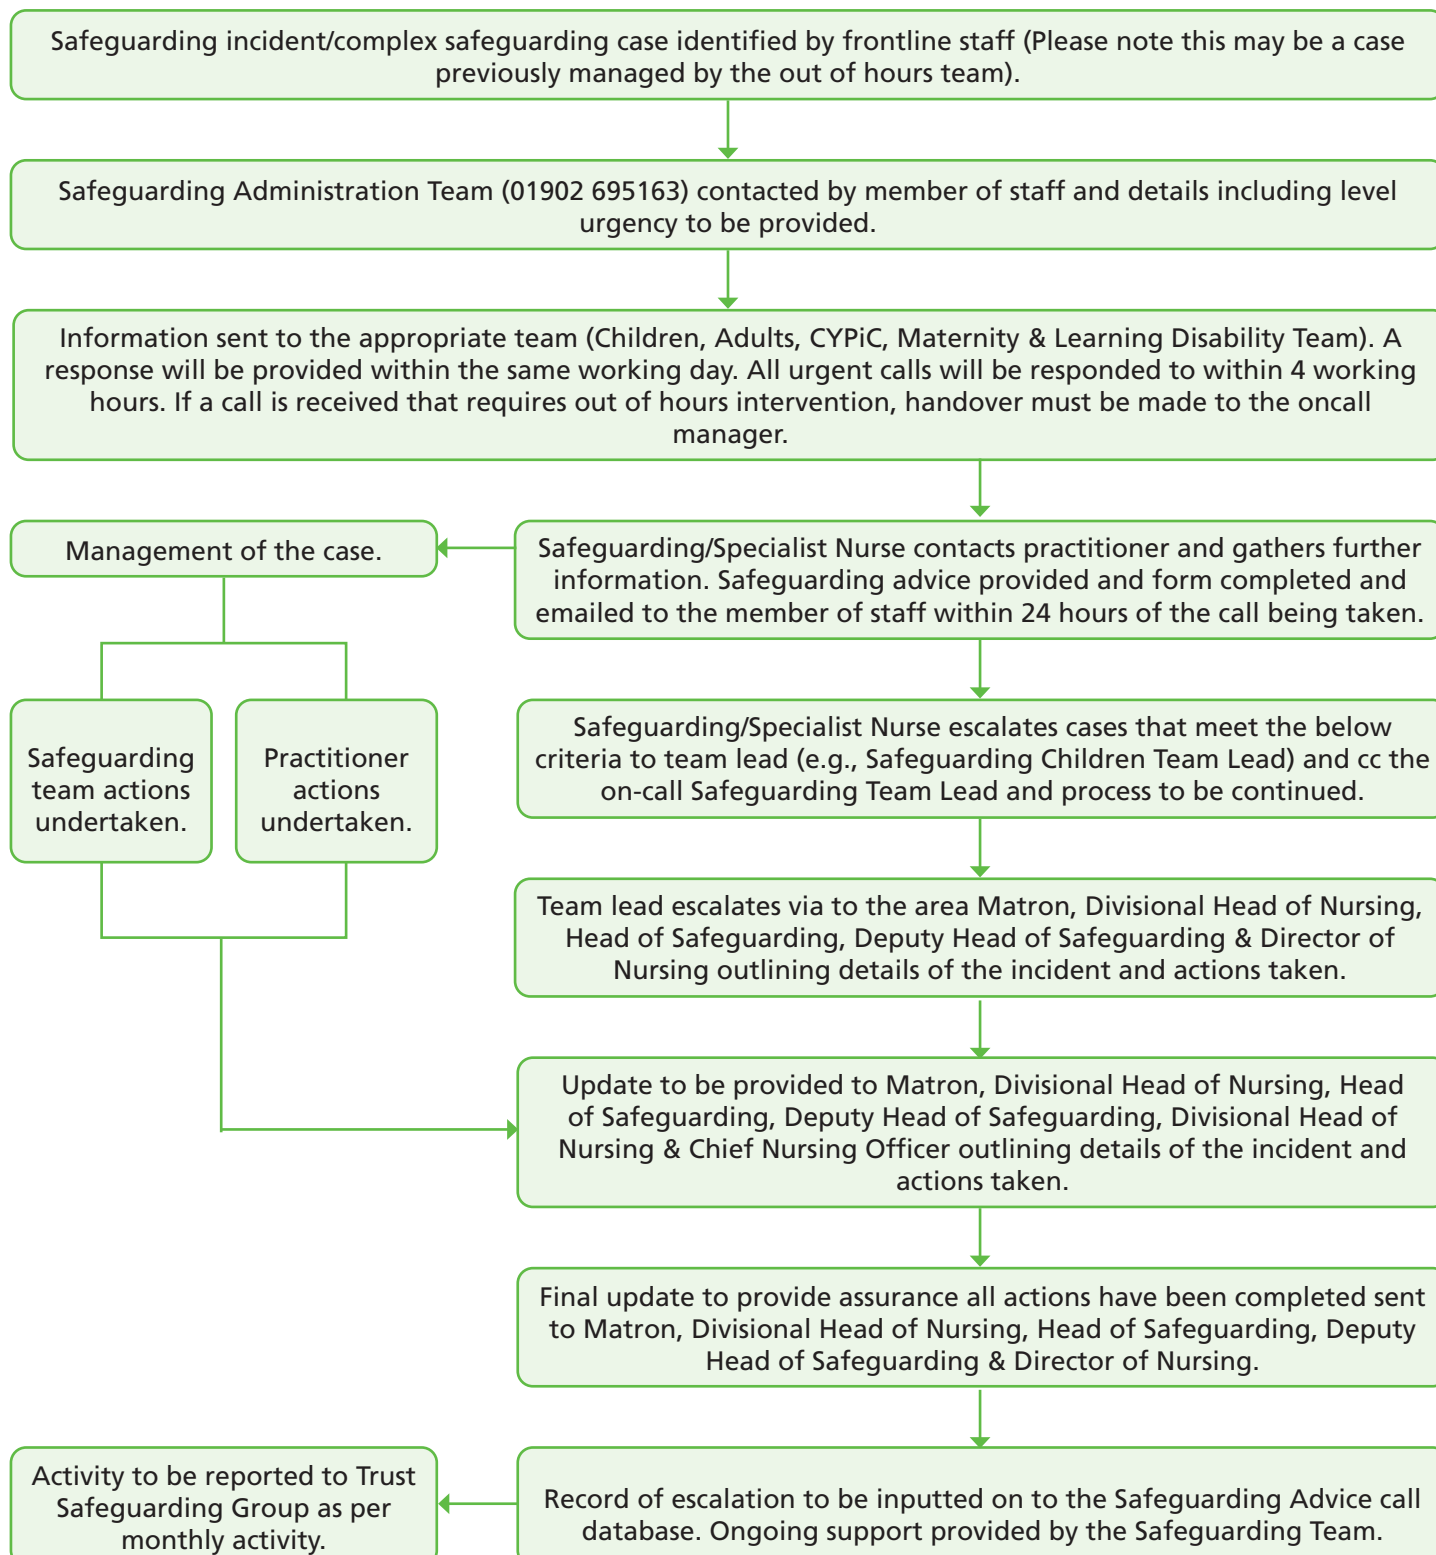 Safeguarding incident/complex safeguarding case identified by frontline staff (Please note this may be a case
previously managed by the out of hours team).
Safeguarding Administration Team (01902 695163) contacted by member of staff and details including level
urgency to be provided.
Information sent to the appropriate team (Children, Adults, CYPiC, Maternity & Learning Disability Team). A
response will be provided within the same working day. All urgent calls will be responded to within 4 working
hours. If a call is received that requires out of hours intervention, handover must be made to the oncall
manager.
Management of the case.
Safeguarding/Specialist Nurse contacts practitioner and gathers further
information. Safeguarding advice provided and form completed and
emailed to the member of staff within 24 hours of the call being taken.
Safeguarding
team actions
undertaken.
Practitioner
actions
undertaken.
Safeguarding/Specialist Nurse escalates cases that meet the below
criteria to team lead (e.g., Safeguarding Children Team Lead) and cc the
on-call Safeguarding Team Lead and process to be continued.
Team lead escalates via to the area Matron, Divisional Head of Nursing,
Head of Safeguarding, Deputy Head of Safeguarding & Director of
Nursing outlining details of the incident and actions taken.
Update to be provided to Matron, Divisional Head of Nursing, Head
of Safeguarding, Deputy Head of Safeguarding, Divisional Head of
Nursing & Chief Nursing Officer outlining details of the incident and
actions taken.
Final update to provide assurance all actions have been completed sent
to Matron, Divisional Head of Nursing, Head of Safeguarding, Deputy
Head of Safeguarding & Director of Nursing.
Activity to be reported to Trust
Safeguarding Group as per
monthly activity.
Record of escalation to be inputted on to the Safeguarding Advice call
database. Ongoing support provided by the Safeguarding Team.